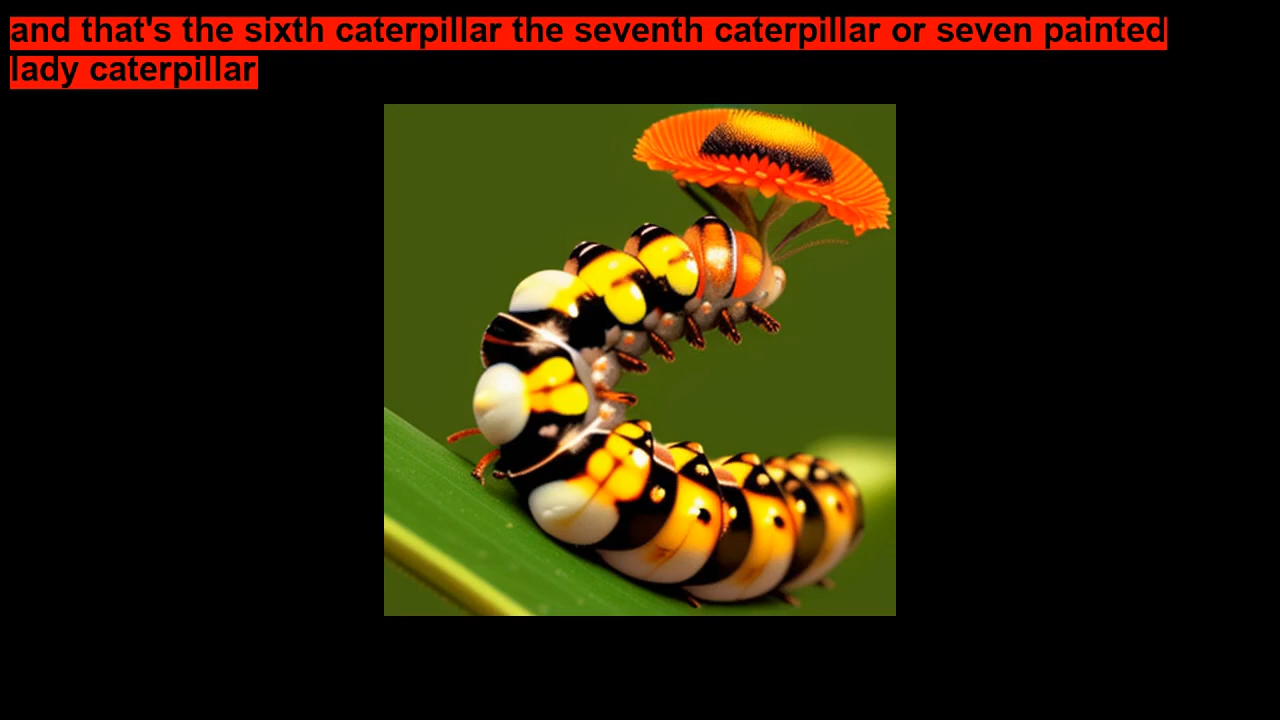 and that's the sixth caterpillar the seventh caterpillar or seven painted
lady caterpillar